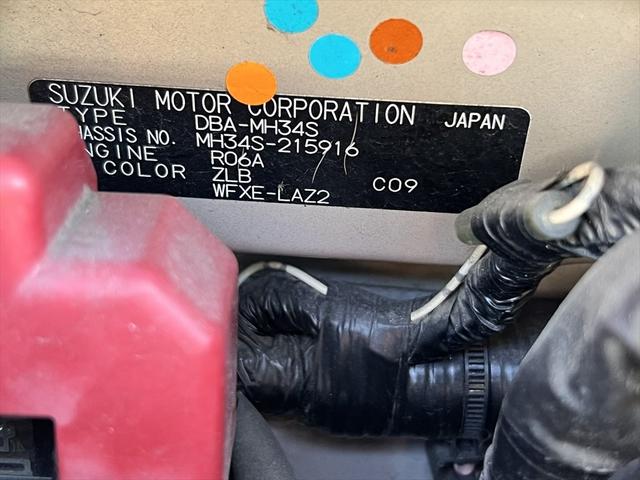 SUZUKI MOTOR CORPORATION JAPAN
TYPE DBA-MH34S
CHASSIS NO. MH34S-215916
ENGINE R06A
COLOR ZLB C09
WFXE-LAZ2